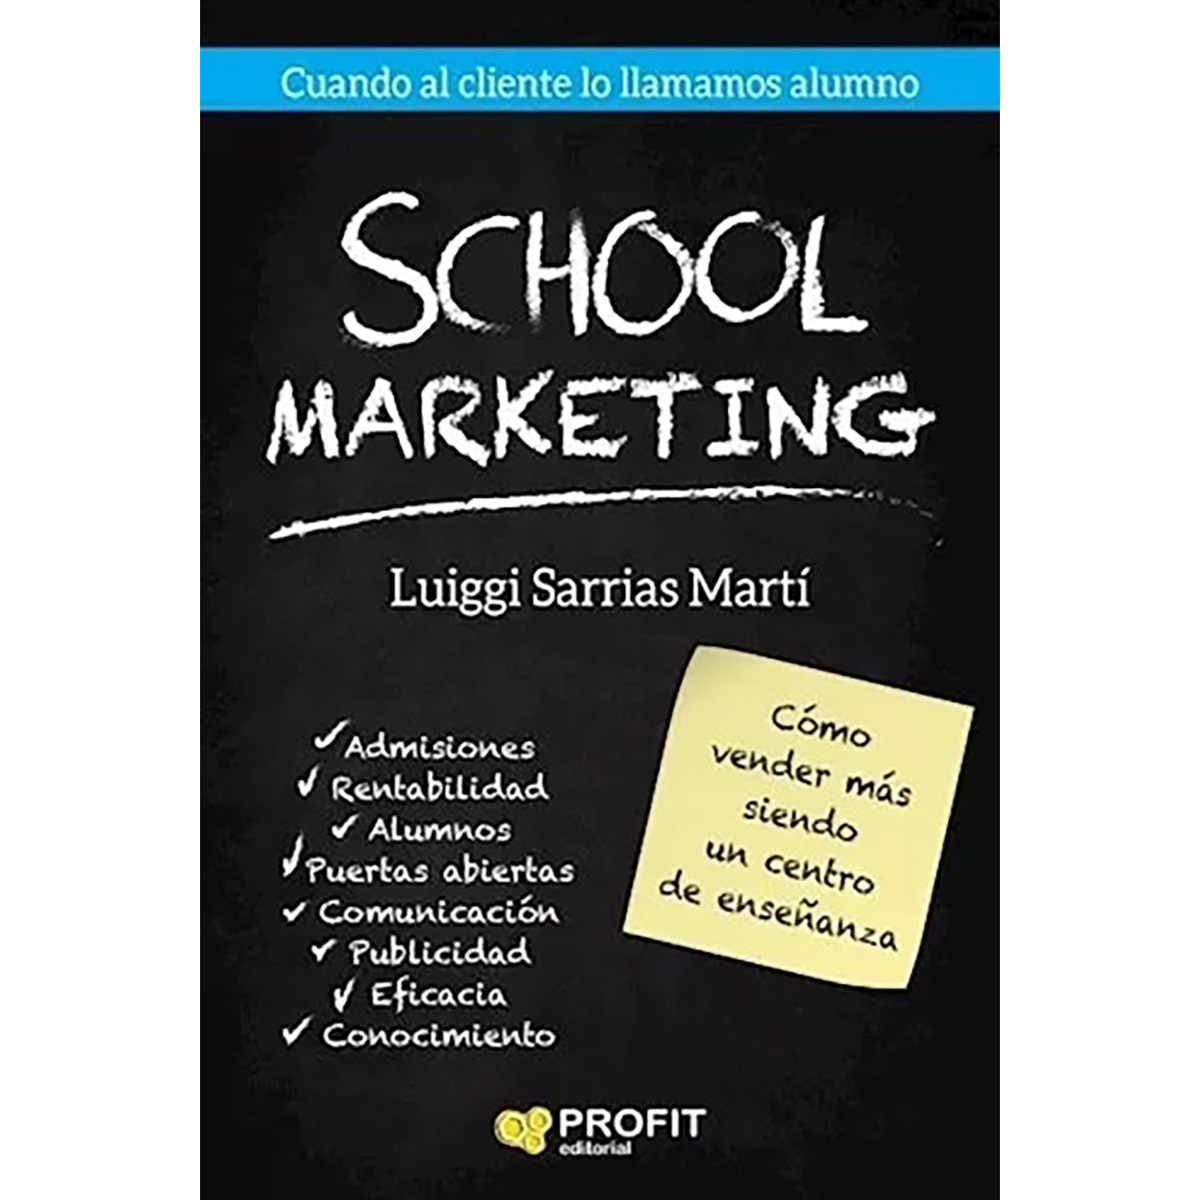 Cuando al cliente lo llamamos alumno
SCHOOL
MARKETING
Luiggi Sarrias Martí
Admisiones
Rentabilidad
Alumnos
Puertas abiertas
Comunicación
Publicidad
Eficacia
Conocimiento
Cómo
vender más
siendo
un centro
de enseñanza
PROFIT
editorial